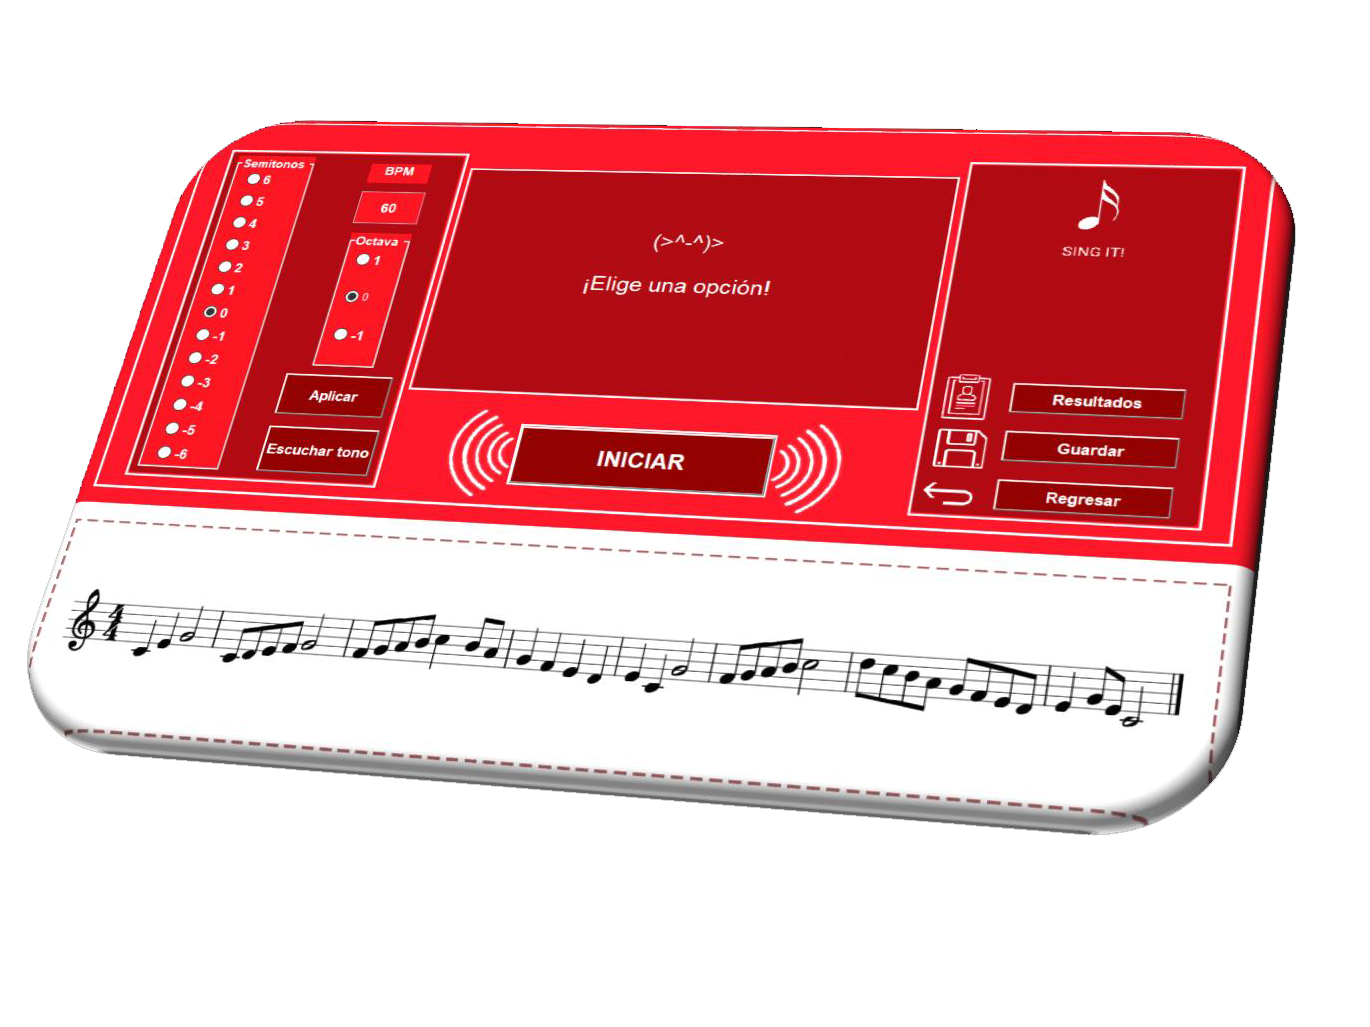 Semitonos
6
5
4
3
2
1
0
-1
-2
-3
-4
-5
-6
BPM
60
Octava
1
0
-1
Aplicar
Escuchar tono
(>^-^)>
¡Elige una opción!
INICIAR
SING IT!
Resultados
Guardar
Regresar
4
4